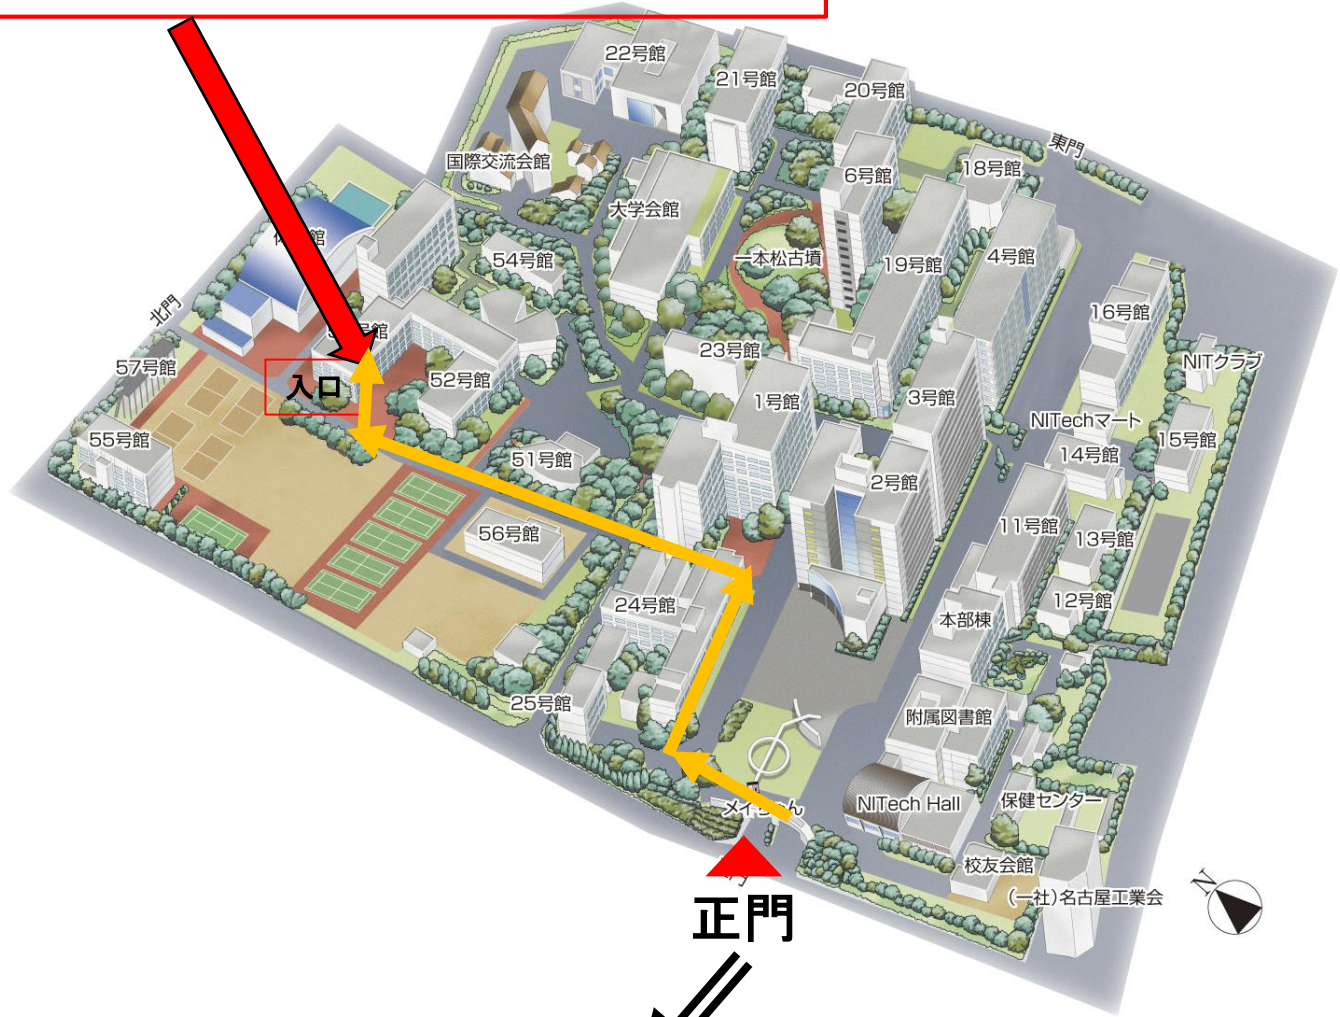 22号館
21号館
20号館
東門
国際交流会館
6号館
18号館
大学会館
一本松古墳
54号館
19号館
4号館
北門
16号館
57号館
入口
52号館
23号館
1号館
3号館
NITクラブ
NITechマート
55号館
51号館
2号館
14号館
15号館
56号館
11号館
13号館
24号館
12号館
本部棟
25号館
附属図書館
NITech Hall
保健センター
校友会館
(一社)名古屋工業会
N
正門